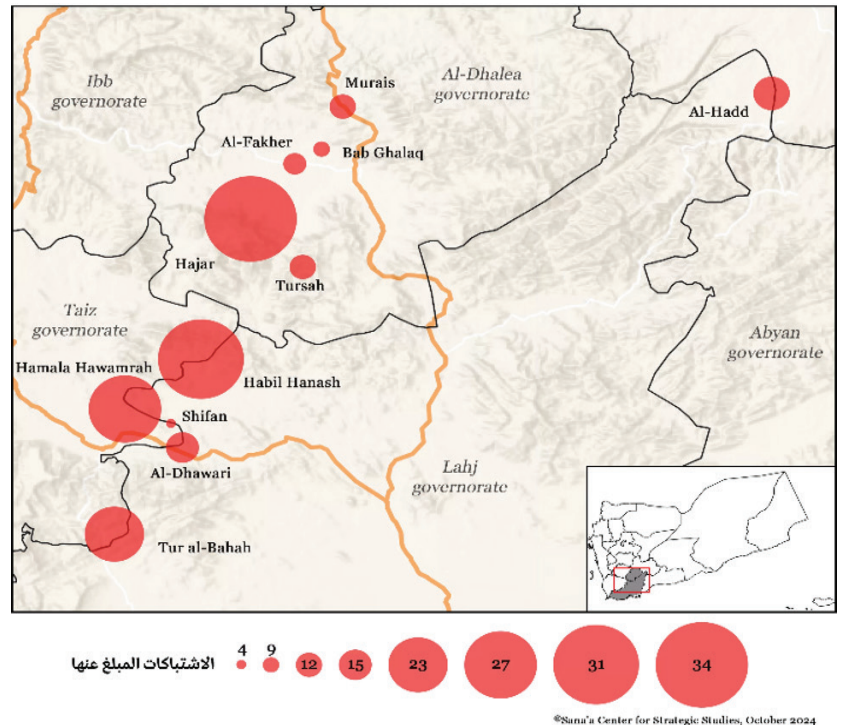 Ibb
governorate
Al-Dhalea
governorate
Murais
Al-Hadd
Al-Fakher
Bab Ghalaq
Hajar
Tursah
Taiz
governorate
Abyan
governorate
Hamala Hawamrah
Habil Hanash
Shifan
Al-Dhawari
Lahj
governorate
Tur al-Bahah
الاشتباكات المبلغ عنها
4
9
12
15
23
27
31
34
©Sana'a Center for Strategic Studies, October 2024